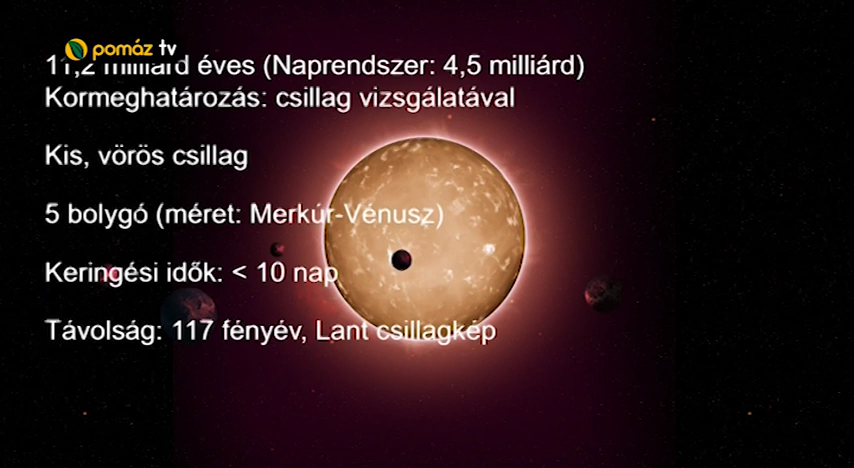 pomáz tv
11,2 milliárd éves (Naprendszer: 4,5 milliárd)
Kormeghatározás: csillag vizsgálatával
Kis, vörös csillag
5 bolygó (méret: Merkúr-Vénusz)
Keringési idők: < 10 nap
Távolság: 117 fényév, Lant csillagkép